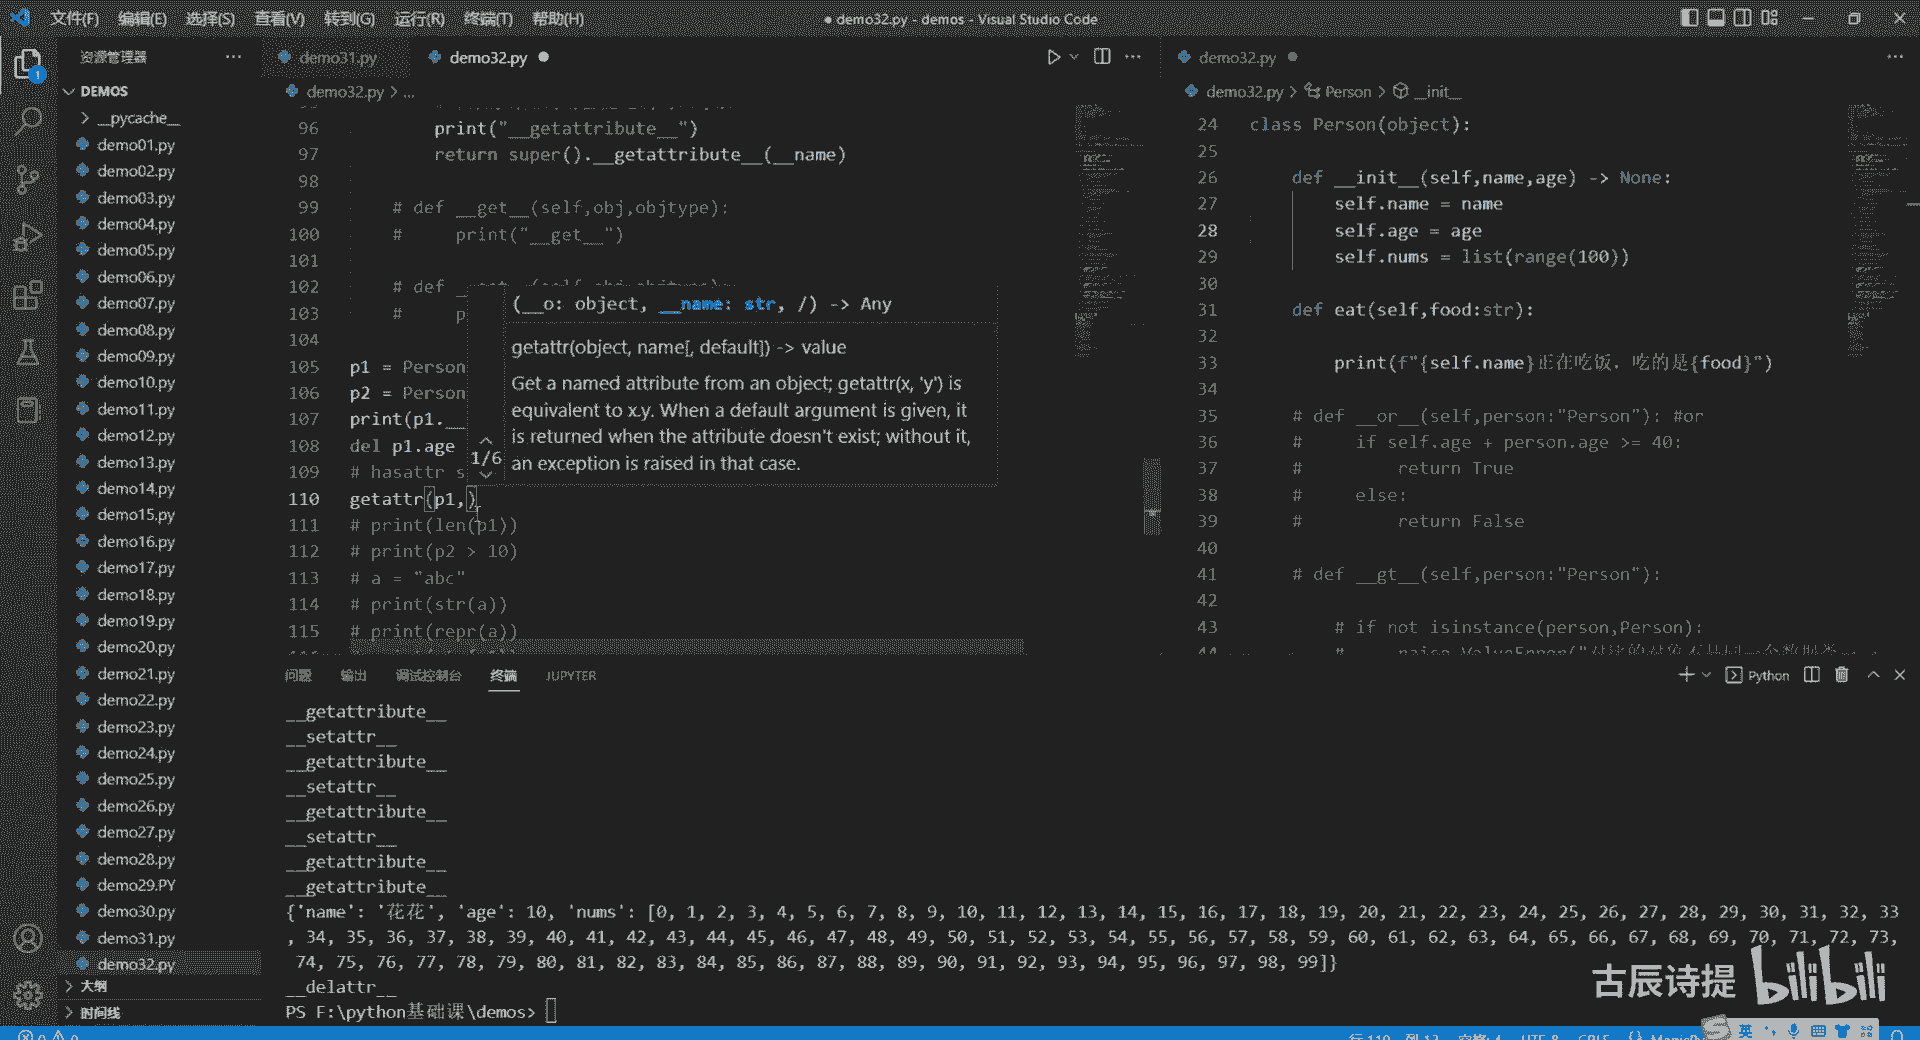 文件(F) 编辑(E) 选择(S) 查看(V) 转到(G) 运行(R) 终端(T) 帮助(H)
● demo32.py - demos - Visual Studio Code
资源管理器
demo31.py
demo32.py
demo32.py
1
DEMOS
__pycache__
demo01.py
demo02.py
demo03.py
demo04.py
demo05.py
demo06.py
demo07.py
demo08.py
demo09.py
demo10.py
demo11.py
demo12.py
demo13.py
demo14.py
demo15.py
demo16.py
demo17.py
demo18.py
demo19.py
demo20.py
demo21.py
demo22.py
demo23.py
demo24.py
demo25.py
demo26.py
demo27.py
demo28.py
demo29.PY
demo30.py
demo31.py
demo32.py
大纲
时间线
demo32.py > ...
96 print("__getattribute__")
97 return super().__getattribute__(__name)
98
99 # def __get__(self,obj,objtype):
100 # print("__get__")
101
102 # def
103 # p
104
105 p1 = Person
106 p2 = Person
107 print(p1.__
108 del p1.age
109 # hasattr s
110 getattr(p1,)
111 # print(len(p1))
112 # print(p2 > 10)
113 # a = "abc"
114 # print(str(a))
115 # print(repr(a))
1/6
(__o: object, __name: str, /) -> Any
getattr(object, name[, default]) -> value
Get a named attribute from an object; getattr(x, 'y') is
equivalent to x.y. When a default argument is given, it
is returned when the attribute doesn't exist; without it,
an exception is raised in that case.
demo32.py > Person > __init__
24 class Person(object):
25
26 def __init__(self,name,age) -> None:
27 self.name = name
28 self.age = age
29 self.nums = list(range(100))
30
31 def eat(self,food:str):
32
33 print(f"{self.name}正在吃饭. 吃的是{food}")
34
35 # def __or__(self,person:"Person"): #or
36 # if self.age + person.age >= 40:
37 # return True
38 # else:
39 # return False
40
41 # def __gt__(self,person:"Person"):
42
43 # if not isinstance(person,Person):
44 # raise ValueError("
问题 输出 调试控制台 终端 JUPYTER
Python
__getattribute__
__setattr__
__getattribute__
__setattr__
__getattribute__
__setattr__
__getattribute__
__getattribute__
{'name': '花花', 'age': 10, 'nums': [0, 1, 2, 3, 4, 5, 6, 7, 8, 9, 10, 11, 12, 13, 14, 15, 16, 17, 18, 19, 20, 21, 22, 23, 24, 25, 26, 27, 28, 29, 30, 31, 32, 33
, 34, 35, 36, 37, 38, 39, 40, 41, 42, 43, 44, 45, 46, 47, 48, 49, 50, 51, 52, 53, 54, 55, 56, 57, 58, 59, 60, 61, 62, 63, 64, 65, 66, 67, 68, 69, 70, 71, 72, 73,
74, 75, 76, 77, 78, 79, 80, 81, 82, 83, 84, 85, 86, 87, 88, 89, 90, 91, 92, 93, 94, 95, 96, 97, 98, 99]}
__delattr__
PS F:\python基础课\demos>
古辰诗提 bilibili
英